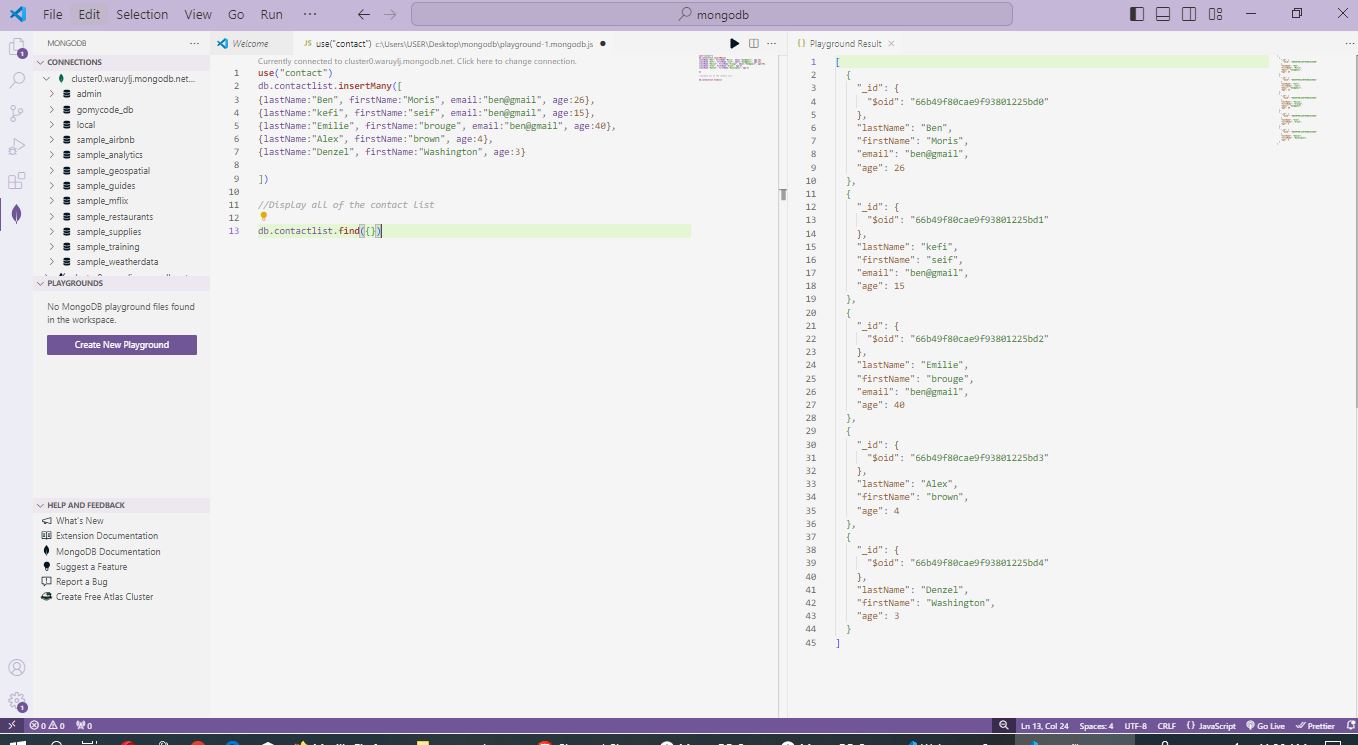 File Edit Selection View Go Run ···
mongodb
MONGODB ···
CONNECTIONS
cluster0.waruylj.mongodb.net...
admin
gomycode_db
local
sample_airbnb
sample_analytics
sample_geospatial
sample_guides
sample_mflix
sample_restaurants
sample_supplies
sample_training
sample_weatherdata
PLAYGROUNDS
No MongoDB playground files found
in the workspace.
Create New Playground
HELP AND FEEDBACK
What's New
Extension Documentation
MongoDB Documentation
Suggest a Feature
Report a Bug
Create Free Atlas Cluster
Welcome
JS use("contact") c:\Users\USER\Desktop\mongodb\playground-1.mongodb.js
Currently connected to cluster0.waruylj.mongodb.net. Click here to change connection.
1 use("contact")
2 db.contactlist.insertMany([
3 {lastName:"Ben", firstName:"Moris", email:"ben@gmail", age:26},
4 {lastName:"kefi", firstName:"seif", email:"ben@gmail", age:15},
5 {lastName:"Emilie", firstName:"brouge", email:"ben@gmail", age:40},
6 {lastName:"Alex", firstName:"brown", age:4},
7 {lastName:"Denzel", firstName:"Washington", age:3}
8
9 ])
10
11 //Display all of the contact List
12
13 db.contactlist.find({})
{} Playground Result
1 [
2 {
3 "_id": {
4 "$oid": "66b49f80cae9f93801225bd0"
5 },
6 "lastName": "Ben",
7 "firstName": "Moris",
8 "email": "ben@gmail",
9 "age": 26
10 },
11 {
12 "_id": {
13 "$oid": "66b49f80cae9f93801225bd1"
14 },
15 "lastName": "kefi",
16 "firstName": "seif",
17 "email": "ben@gmail",
18 "age": 15
19 },
20 {
21 "_id": {
22 "$oid": "66b49f80cae9f93801225bd2"
23 },
24 "lastName": "Emilie",
25 "firstName": "brouge",
26 "email": "ben@gmail",
27 "age": 40
28 },
29 {
30 "_id": {
31 "$oid": "66b49f80cae9f93801225bd3"
32 },
33 "lastName": "Alex",
34 "firstName": "brown",
35 "age": 4
36 },
37 {
38 "_id": {
39 "$oid": "66b49f80cae9f93801225bd4"
40 },
41 "lastName": "Denzel",
42 "firstName": "Washington",
43 "age": 3
44 }
45 ]
1
1
0 0 0
Ln 13, Col 24 Spaces: 4 UTF-8 CRLF {} JavaScript Go Live Prettier